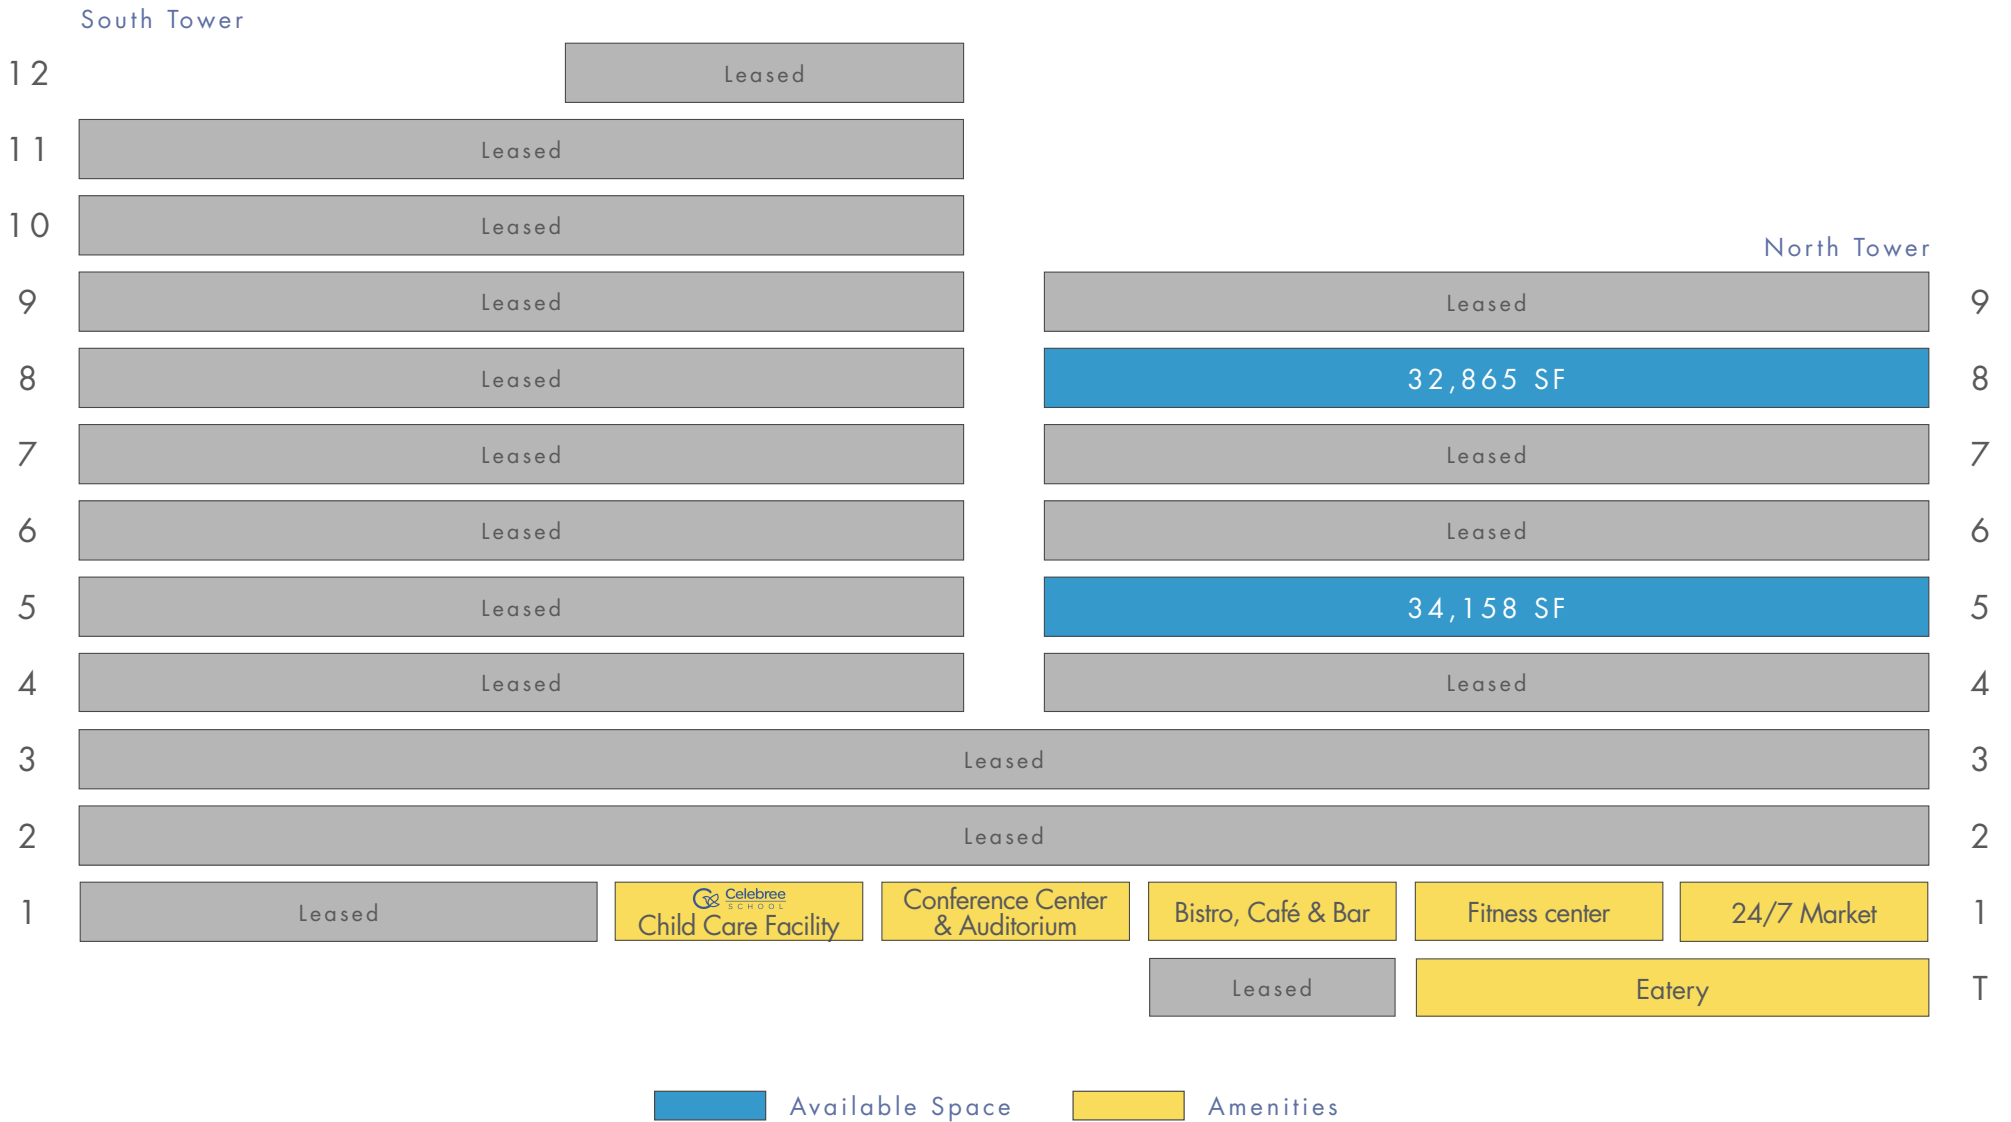 South Tower
12
Leased
11
Leased
10
Leased
North Tower
9
Leased
Leased
9
8
Leased
32,865 SF
8
7
Leased
Leased
7
6
Leased
Leased
6
5
Leased
34,158 SF
5
4
Leased
Leased
4
3
Leased
3
2
Leased
2
1
Leased
Celebree
SCHOOL
Child Care Facility
Conference Center
& Auditorium
Bistro, Café & Bar
Fitness center
24/7 Market
1
Leased
Eatery
T
Available Space
Amenities